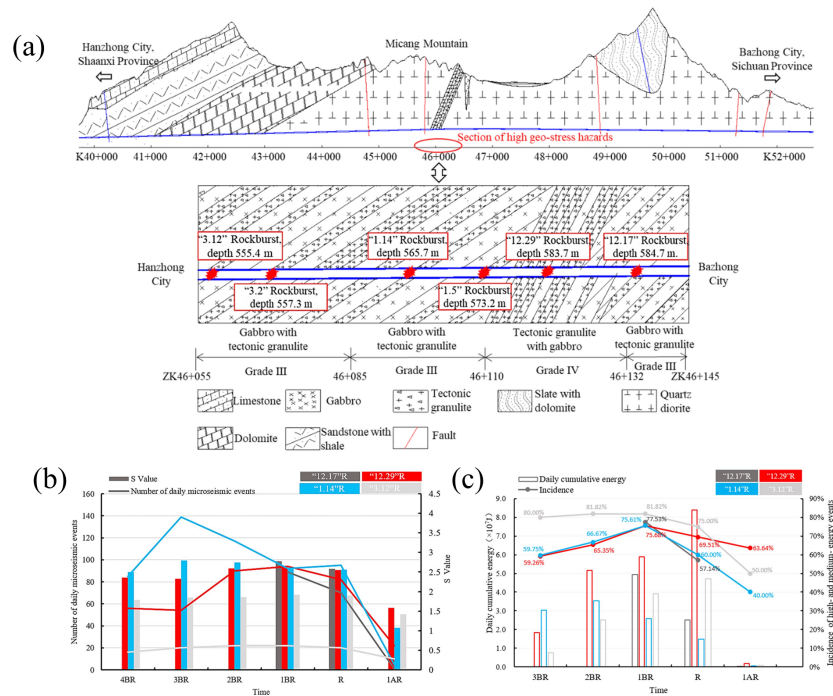 (a)
Hanzhong City,
Shaanxi Province
Micang Mountain
Bazhong City,
Sichuan Province
Section of high geo-stress hazards
K40+000 41+000 42+000 43+000 44+000 45+000 46+000 47+000 48+000 49+000 50+000 51+000 K52+000
"3.12" Rockburst,
depth 555.4 m
"1.14" Rockburst,
depth 565.7 m
"12.29" Rockburst,
depth 583.7 m
"12.17" Rockburst,
depth 584.7 m.
Hanzhong
City
Bazhong
City
"3.2" Rockburst,
depth 557.3 m
"1.5" Rockburst,
depth 573.2 m
Gabbro with
tectonic granulite
Gabbro with
tectonic granulite
Tectonic granulite
with gabbro
Gabbro with
tectonic granulite
Grade III
Grade III
Grade IV
Grade III
ZK46+055 46+085 46+110 46+132 ZK46+145
Limestone
Gabbro
Tectonic
granulite
Slate with
dolomite
Quartz
diorite
Dolomite
Sandstone with
shale
Fault
(b)
S Value
Number of daily microseismic events
"12.17"R
"12.29"R
"1.14"R
"3.12"R
Number of daily microseismic events
160
140
120
100
80
60
40
20
0
4.5
4
3.5
3
2.5
2
1.5
1
0.5
0
S Value
4BR 3BR 2BR 1BR R 1AR
Time
(c)
Daily cumulative energy
Incidence
"12.17"R
"12.29"R
"1.14"R
"3.12"R
Daily cumulative energy (×10⁵J)
9.0
8.0
7.0
6.0
5.0
4.0
3.0
2.0
1.0
0.0
90%
80%
70%
60%
50%
40%
30%
20%
10%
0%
Incidence of high- and medium-energy events
80.00%
81.82%
81.82%
75.00%
50.00%
59.75%
66.67%
75.61%
60.00%
40.00%
59.26%
65.35%
75.68%
69.51%
63.64%
77.53%
57.14%
3BR 2BR 1BR R 1AR
Time